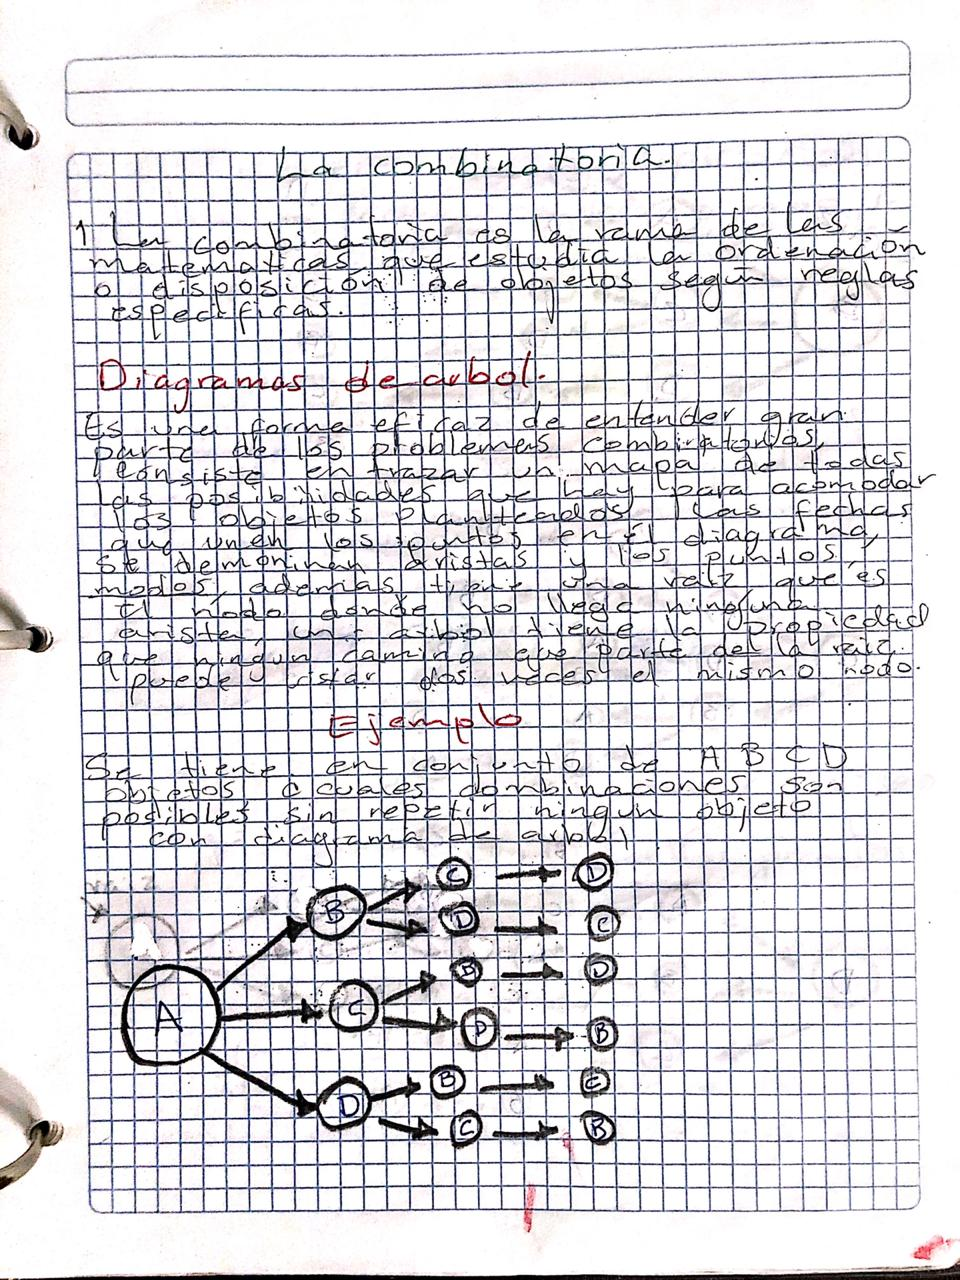 La combinatoria.
1 La combinatoria es la rama de las
matematicas que estudia la ordenación
o disposición de objetos según reglas
especificas.
Diagramas de arbol.
Es una forma eficaz de entender gran
parte de los problemas combinatorios,
consiste en trazar un mapa de todas
las posibilidades que hay para acomodar
los objetos planteados, las fechas
que unen los puntos en el diagrama,
se demoninan aristas y los puntos
modos, ademas tiene una raiz que es
el nodo donde no llega ninguna
arista, un arbol tiene la propiedad
que ningun camino que parte del la raiz
puede vistar dos veces el mismo nodo.
Ejemplo
Se tiene en conjunto de A B C D
objetos cuales combinaciones son
posibles sin repetir ningun objeto
con diagrama de arbol
A
B C D
D C
C B D
D B
D B C
C B